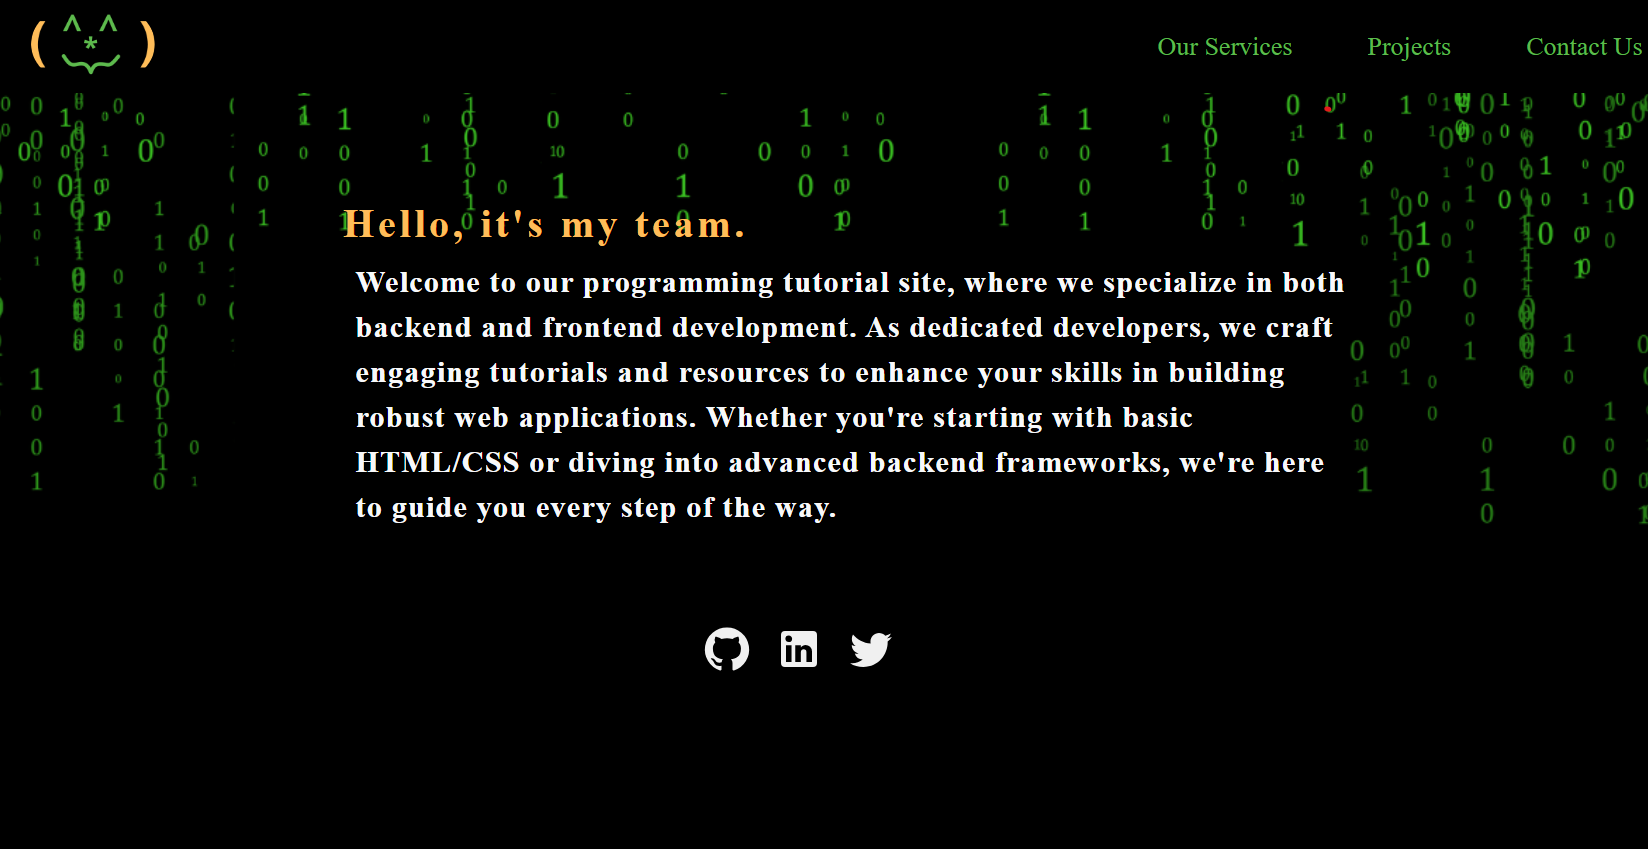 Our Services Projects Contact Us
Hello, it's my team.
Welcome to our programming tutorial site, where we specialize in both
backend and frontend development. As dedicated developers, we craft
engaging tutorials and resources to enhance your skills in building
robust web applications. Whether you're starting with basic
HTML/CSS or diving into advanced backend frameworks, we're here
to guide you every step of the way.